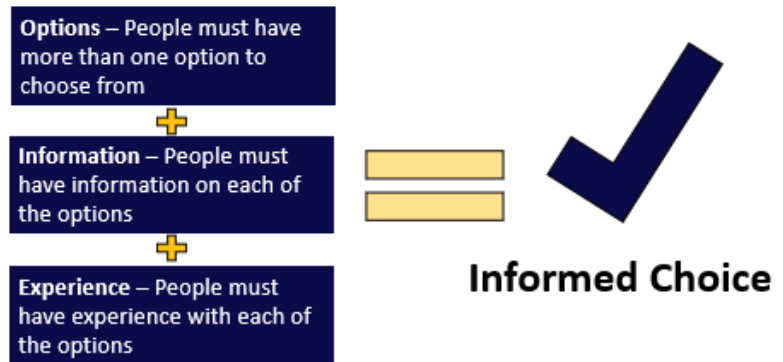 Options – People must have
more than one option to
choose from
Information – People must
have information on each of
the options
Experience – People must
have experience with each of
the options
Informed Choice